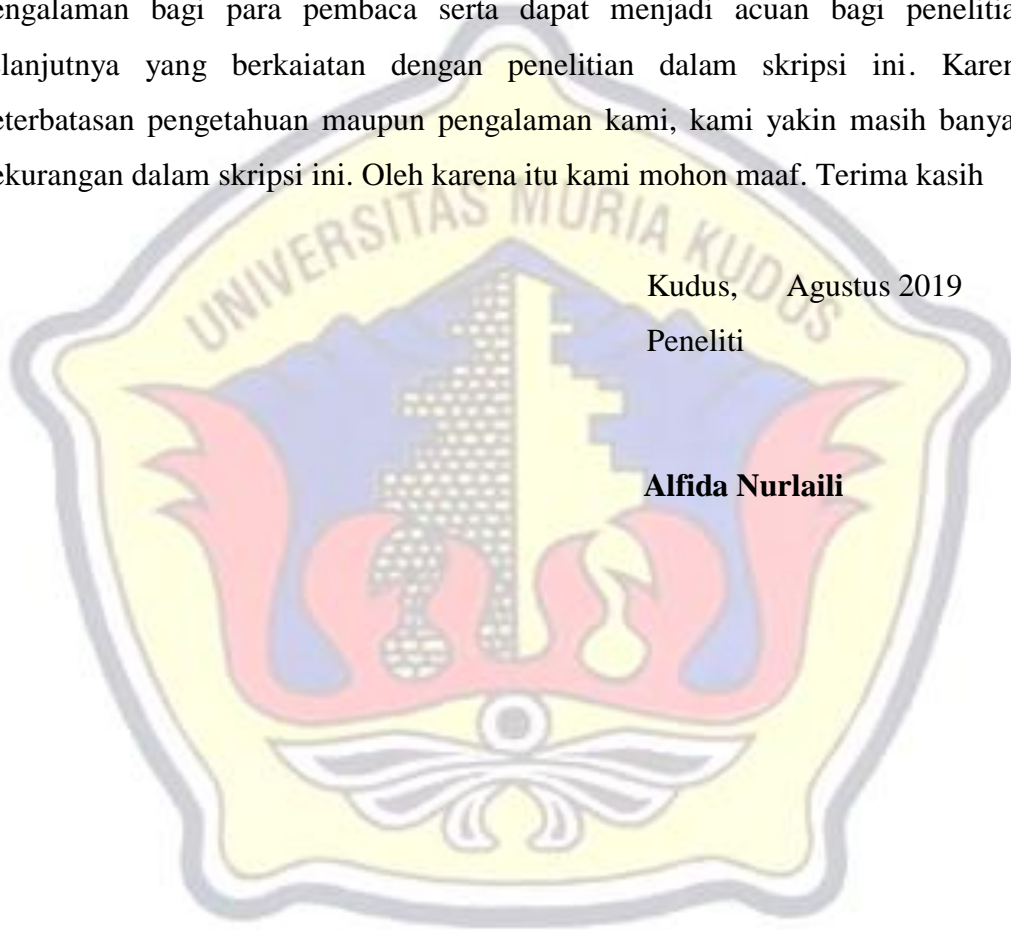 engalaman bagi para pembaca serta dapat menjadi acuan bagi penelitia
lanjutnya yang berkaiatan dengan penelitian dalam skripsi ini. Karen
eterbatasan pengetahuan maupun pengalaman kami, kami yakin masih banya
ekurangan dalam skripsi ini. Oleh karena itu kami mohon maaf. Terima kasih
UNIVERSITAS MURIA KUDUS
Kudus, Agustus 2019
Peneliti
Alfida Nurlaili